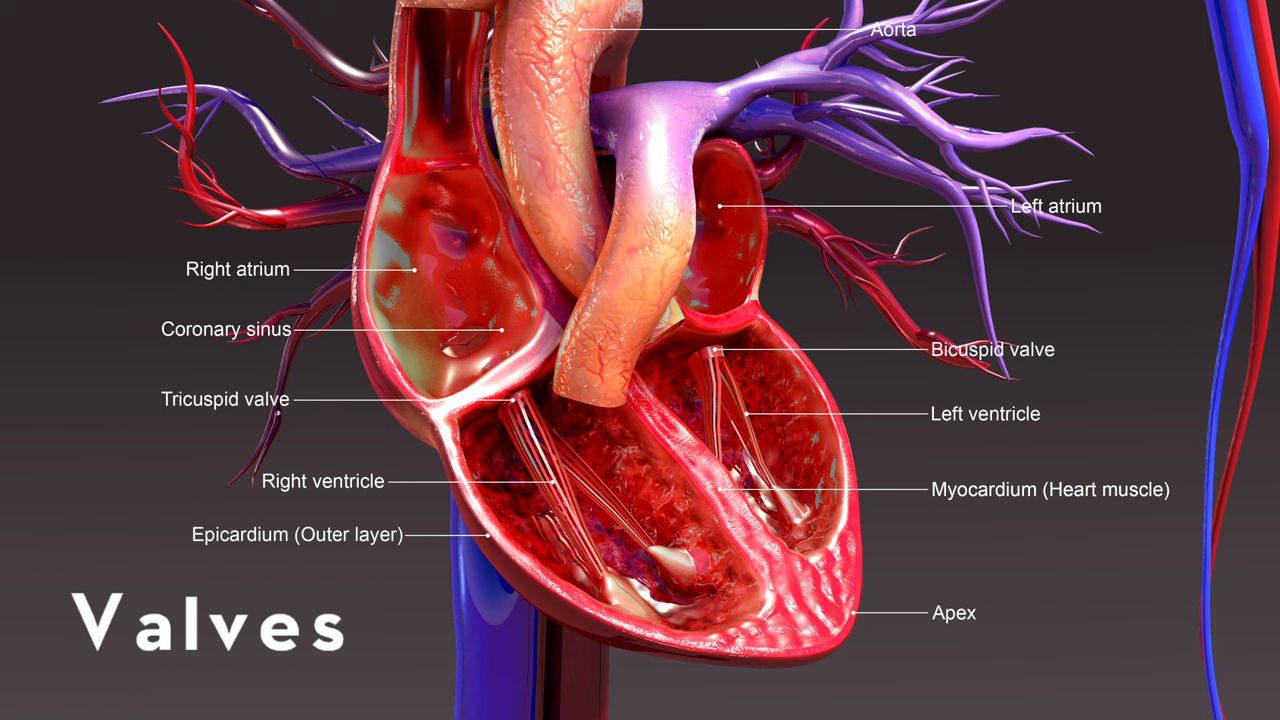 Aorta
Left atrium
Right atrium
Coronary sinus
Bicuspid valve
Tricuspid valve
Left ventricle
Right ventricle
Myocardium (Heart muscle)
Epicardium (Outer layer)
Apex
Valves